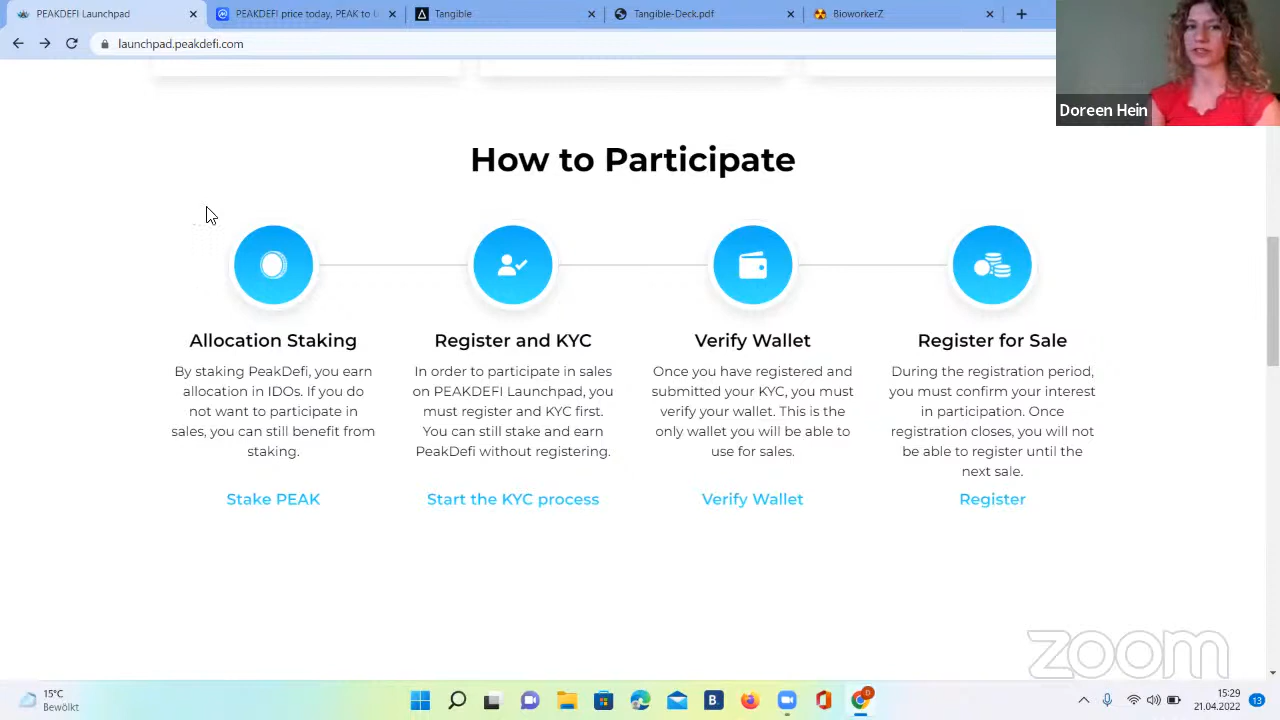 PEAKDEFI Launchpad
PEAKDEFI price today, PEAK to U
Tangible
Tangible-Deck.pdf
BioworkerZ
launchpad.peakdefi.com
Doreen Hein
How to Participate
Allocation Staking
By staking PeakDefi, you earn
allocation in IDOs. If you do
not want to participate in
sales, you can still benefit from
staking.
Stake PEAK
Register and KYC
In order to participate in sales
on PEAKDEFI Launchpad, you
must register and KYC first.
You can still stake and earn
PeakDefi without registering.
Start the KYC process
Verify Wallet
Once you have registered and
submitted your KYC, you must
verify your wallet. This is the
only wallet you will be able to
use for sales.
Verify Wallet
Register for Sale
During the registration period,
you must confirm your interest
in participation. Once
registration closes, you will not
be able to register until the
next sale.
Register
zoom
15°C
Bewölkt
B.
D
15:29
21.04.2022
13